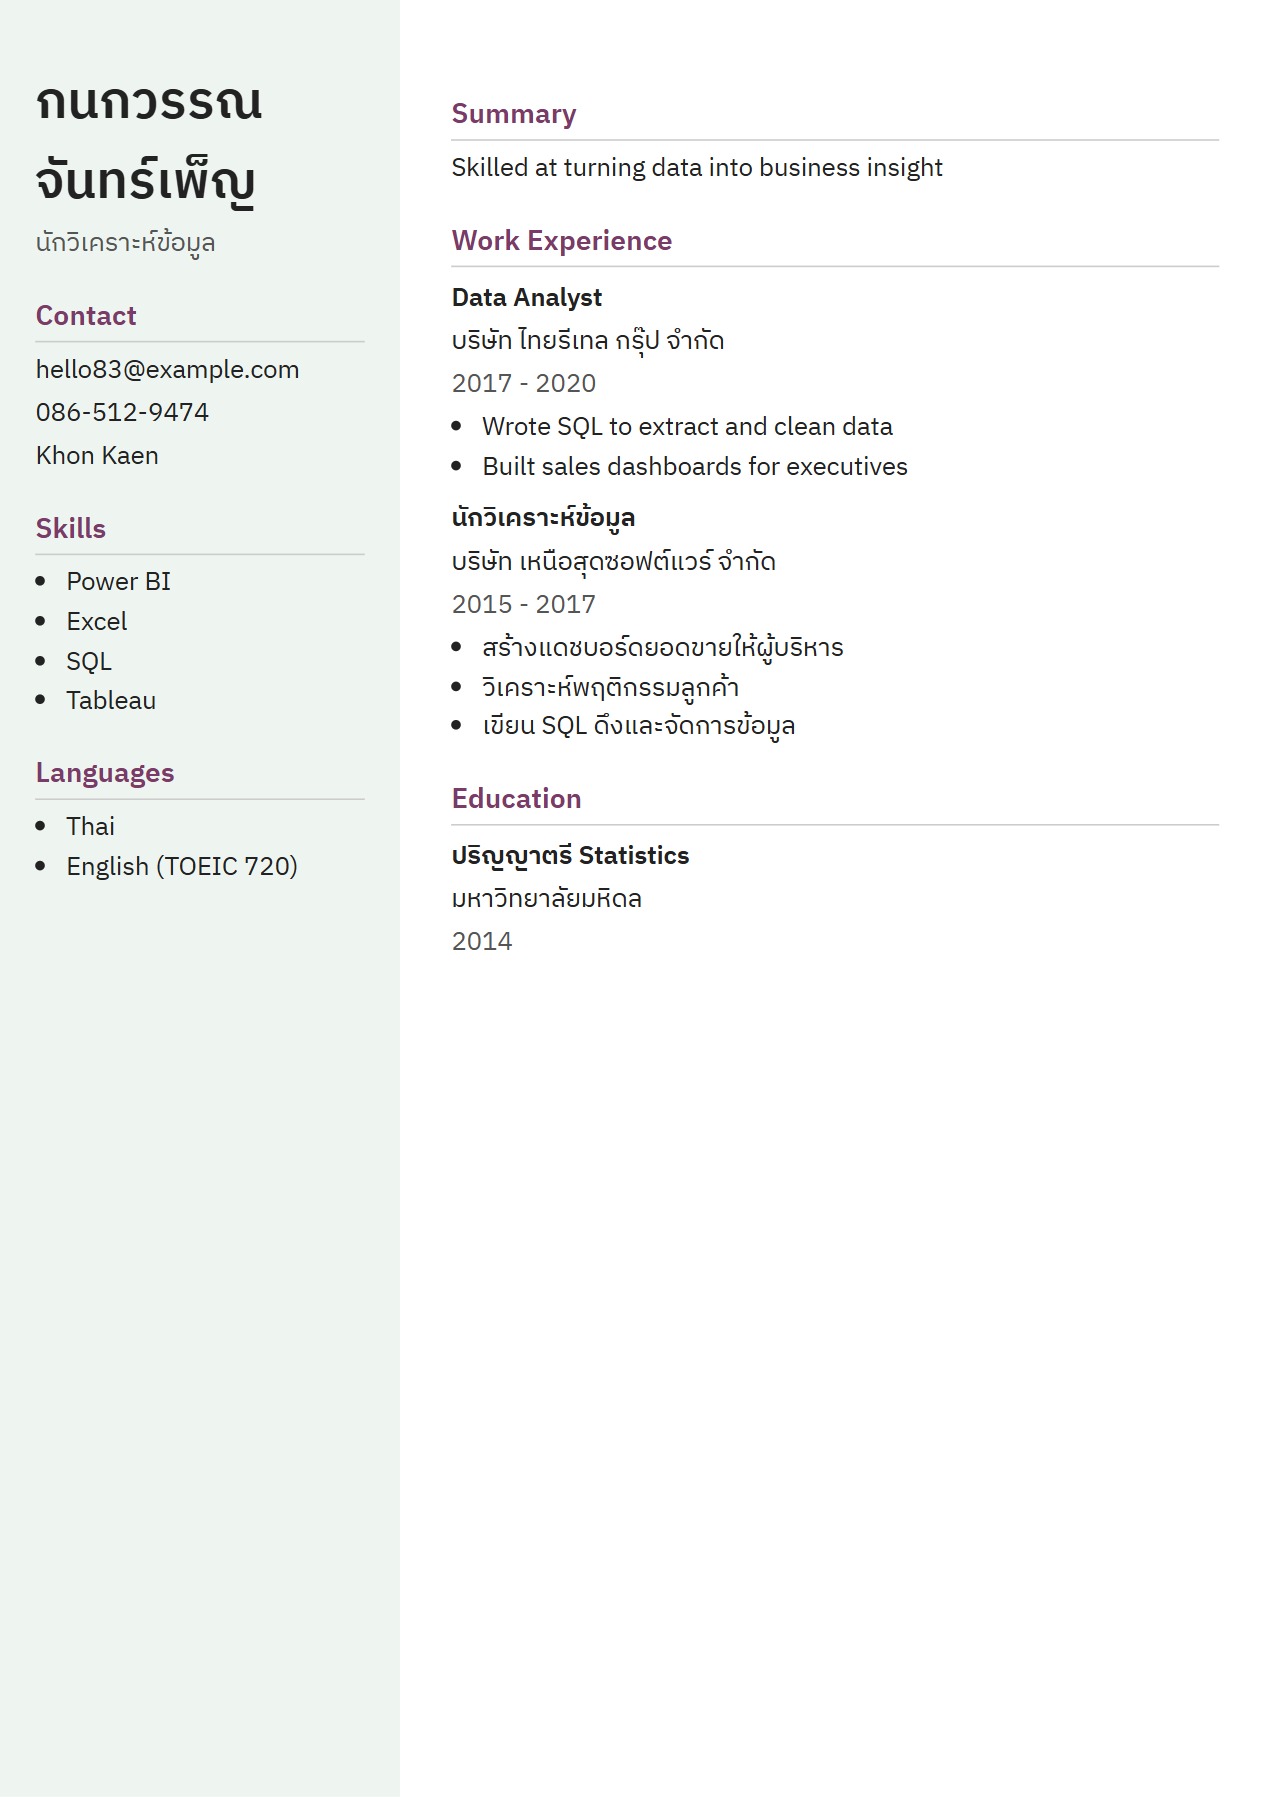 กนกวรรณ
จันทร์เพ็ญ
นักวิเคราะห์ข้อมูล
Contact
hello83@example.com
086-512-9474
Khon Kaen
Skills
• Power BI
• Excel
• SQL
• Tableau
Languages
• Thai
• English (TOEIC 720)
Summary
Skilled at turning data into business insight
Work Experience
Data Analyst
บริษัท ไทยรีเทล กรุ๊ป จำกัด
2017 - 2020
• Wrote SQL to extract and clean data
• Built sales dashboards for executives
นักวิเคราะห์ข้อมูล
บริษัท เหนือสุดซอฟต์แวร์ จำกัด
2015 - 2017
• สร้างแดชบอร์ดยอดขายให้ผู้บริหาร
• วิเคราะห์พฤติกรรมลูกค้า
• เขียน SQL ดึงและจัดการข้อมูล
Education
ปริญญาตรี Statistics
มหาวิทยาลัยมหิดล
2014